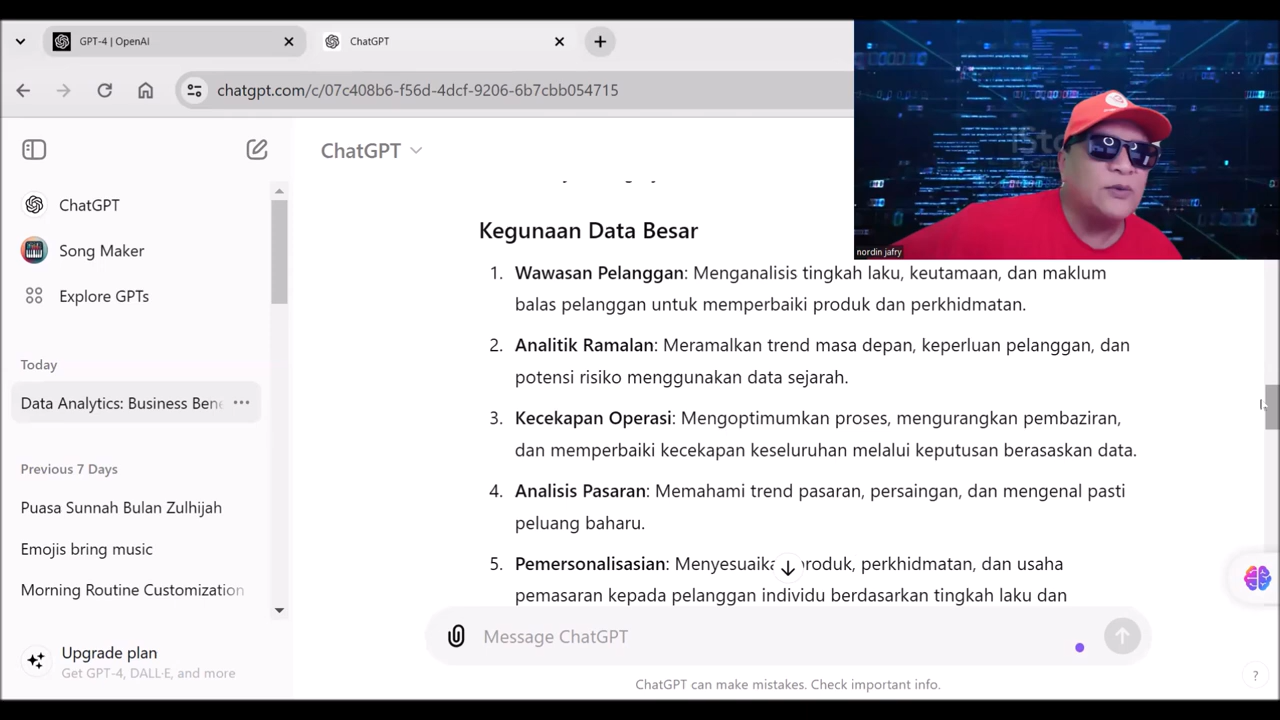 GPT-4 | OpenAI
ChatGPT
chatgpt.com/c/07c408b6-f56d-4dcf-9206-6b7cbb054715
ChatGPT
ChatGPT
Song Maker
Explore GPTs
Today
Data Analytics: Business Bene
Previous 7 Days
Puasa Sunnah Bulan Zulhijah
Emojis bring music
Morning Routine Customization
Upgrade plan
Get GPT-4, DALL·E, and more
Kegunaan Data Besar
1. Wawasan Pelanggan: Menganalisis tingkah laku, keutamaan, dan maklum
balas pelanggan untuk memperbaiki produk dan perkhidmatan.
2. Analitik Ramalan: Meramalkan trend masa depan, keperluan pelanggan, dan
potensi risiko menggunakan data sejarah.
3. Kecekapan Operasi: Mengoptimumkan proses, mengurangkan pembaziran,
dan memperbaiki kecekapan keseluruhan melalui keputusan berasaskan data.
4. Analisis Pasaran: Memahami trend pasaran, persaingan, dan mengenal pasti
peluang baharu.
5. Pemersonalisasian: Menyesuaika produk, perkhidmatan, dan usaha
pemasaran kepada pelanggan individu berdasarkan tingkah laku dan
Message ChatGPT
ChatGPT can make mistakes. Check important info.
?
nordin jafry